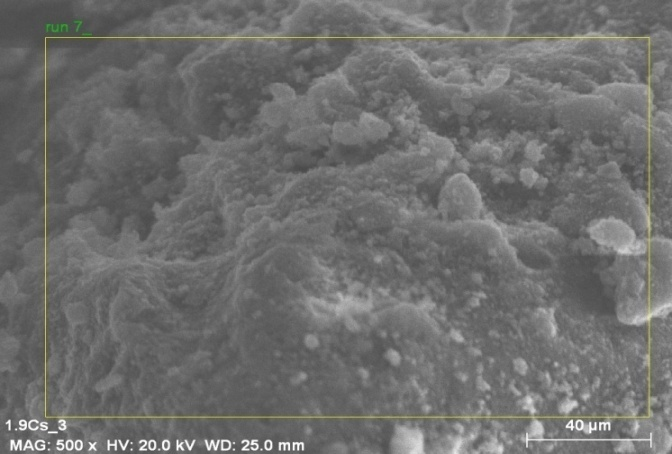 run 7_
1.9Cs_3
40 µm
MAG: 500 x HV: 20.0 kV WD: 25.0 mm